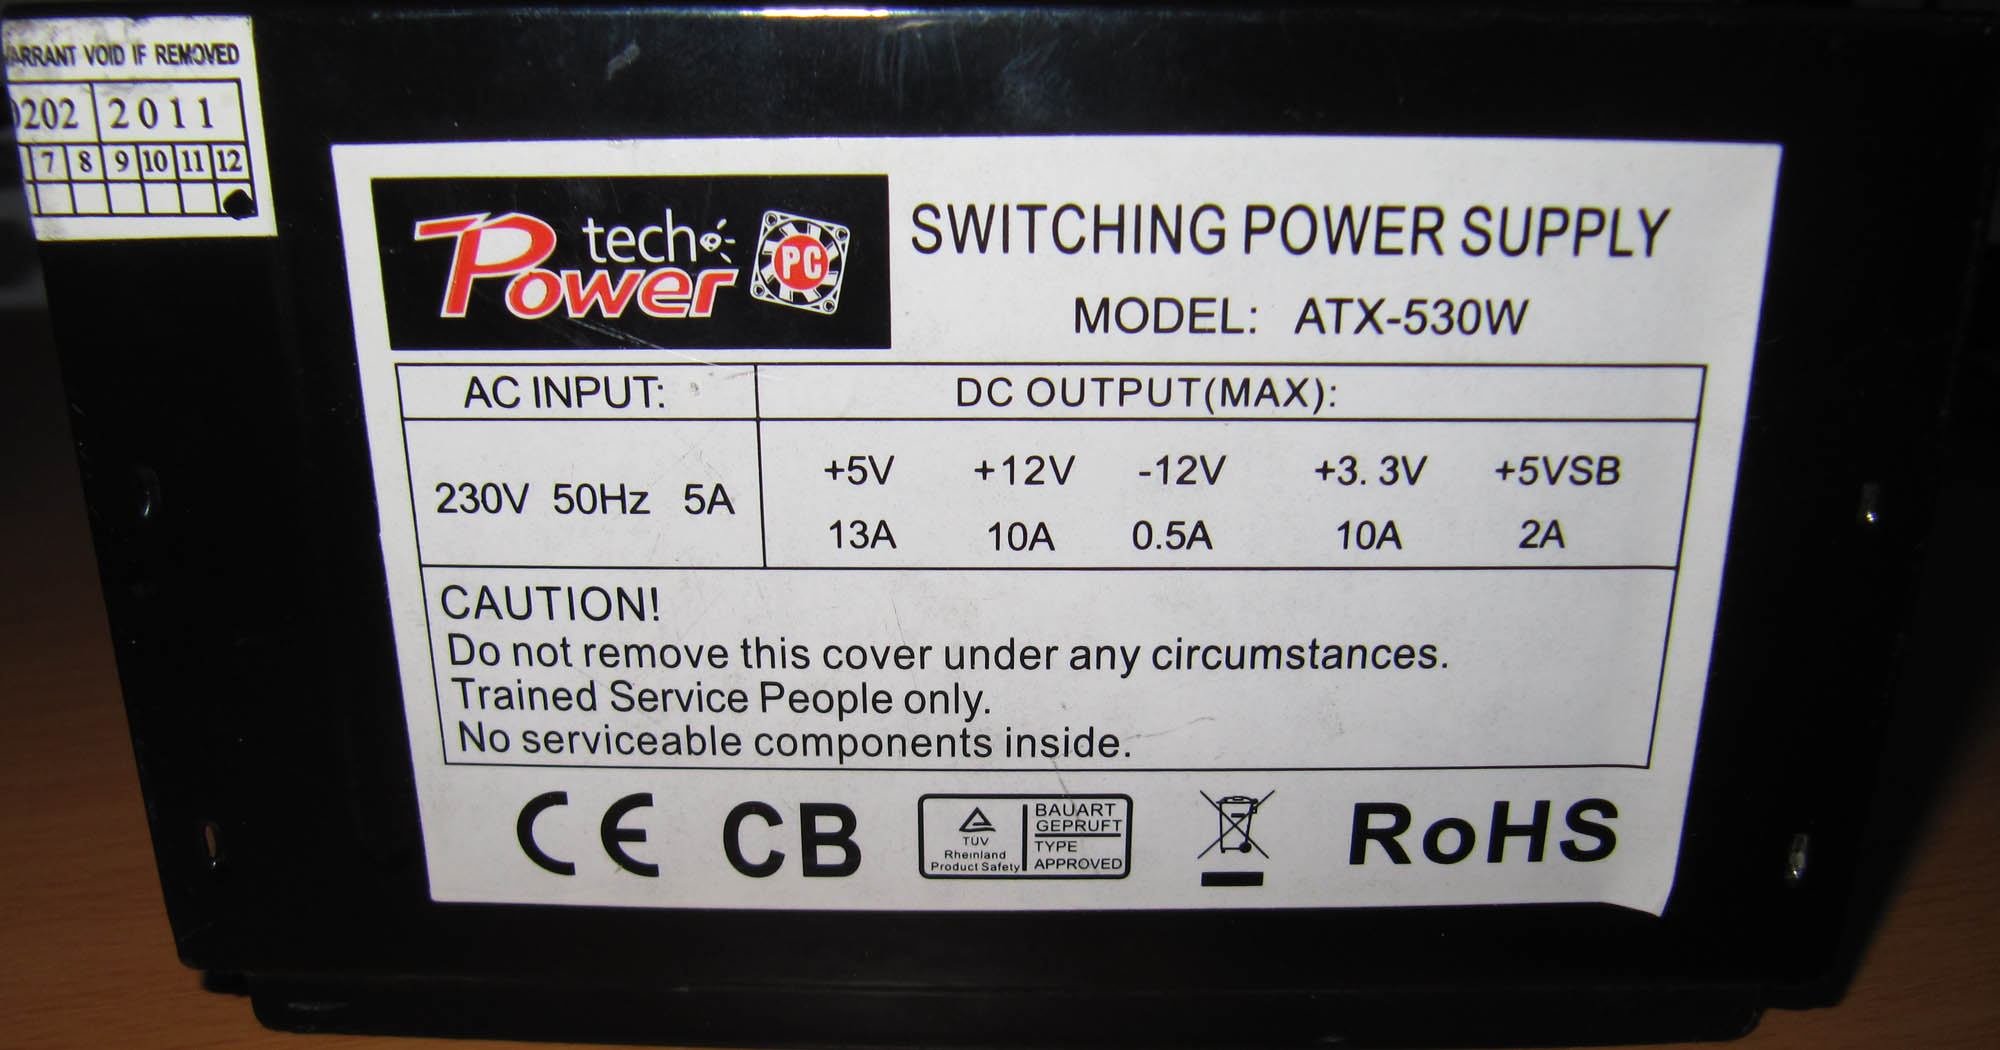 VOID IF REMOVED
0202 2011
7 8 9 10 11 12
tech
Power
PC
SWITCHING POWER SUPPLY
MODEL: ATX-530W
AC INPUT:
DC OUTPUT(MAX):
230V 50Hz 5A
+5V +12V -12V +3.3V +5VSB
13A 10A 0.5A 10A 2A
CAUTION!
Do not remove this cover under any circumstances.
Trained Service People only.
No serviceable components inside.
CE CB
TUV
Rheinland
Product Safety
BAUART
GEPRUFT
TYPE
APPROVED
RoHS